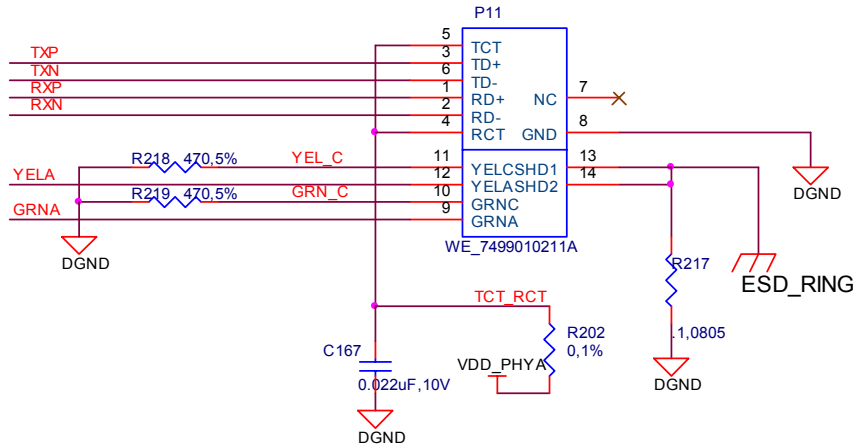 P11
5
TCT
TXP
3
TD+
TXN
6
TD-
RXP
1
RD+
NC
7
RXN
2
RD-
4
RCT
GND
8
DGND
R218
470,5%
YEL_C
11
YELCSHD1
13
YELA
12
YELASHD2
14
R219
470,5%
GRN_C
10
GRNC
GRNA
9
GRNA
DGND
WE_7499010211A
R217
ESD_RING
TCT_RCT
R202
0,1%
.1,0805
C167
VDD_PHYA
0.022uF,10V
DGND
DGND